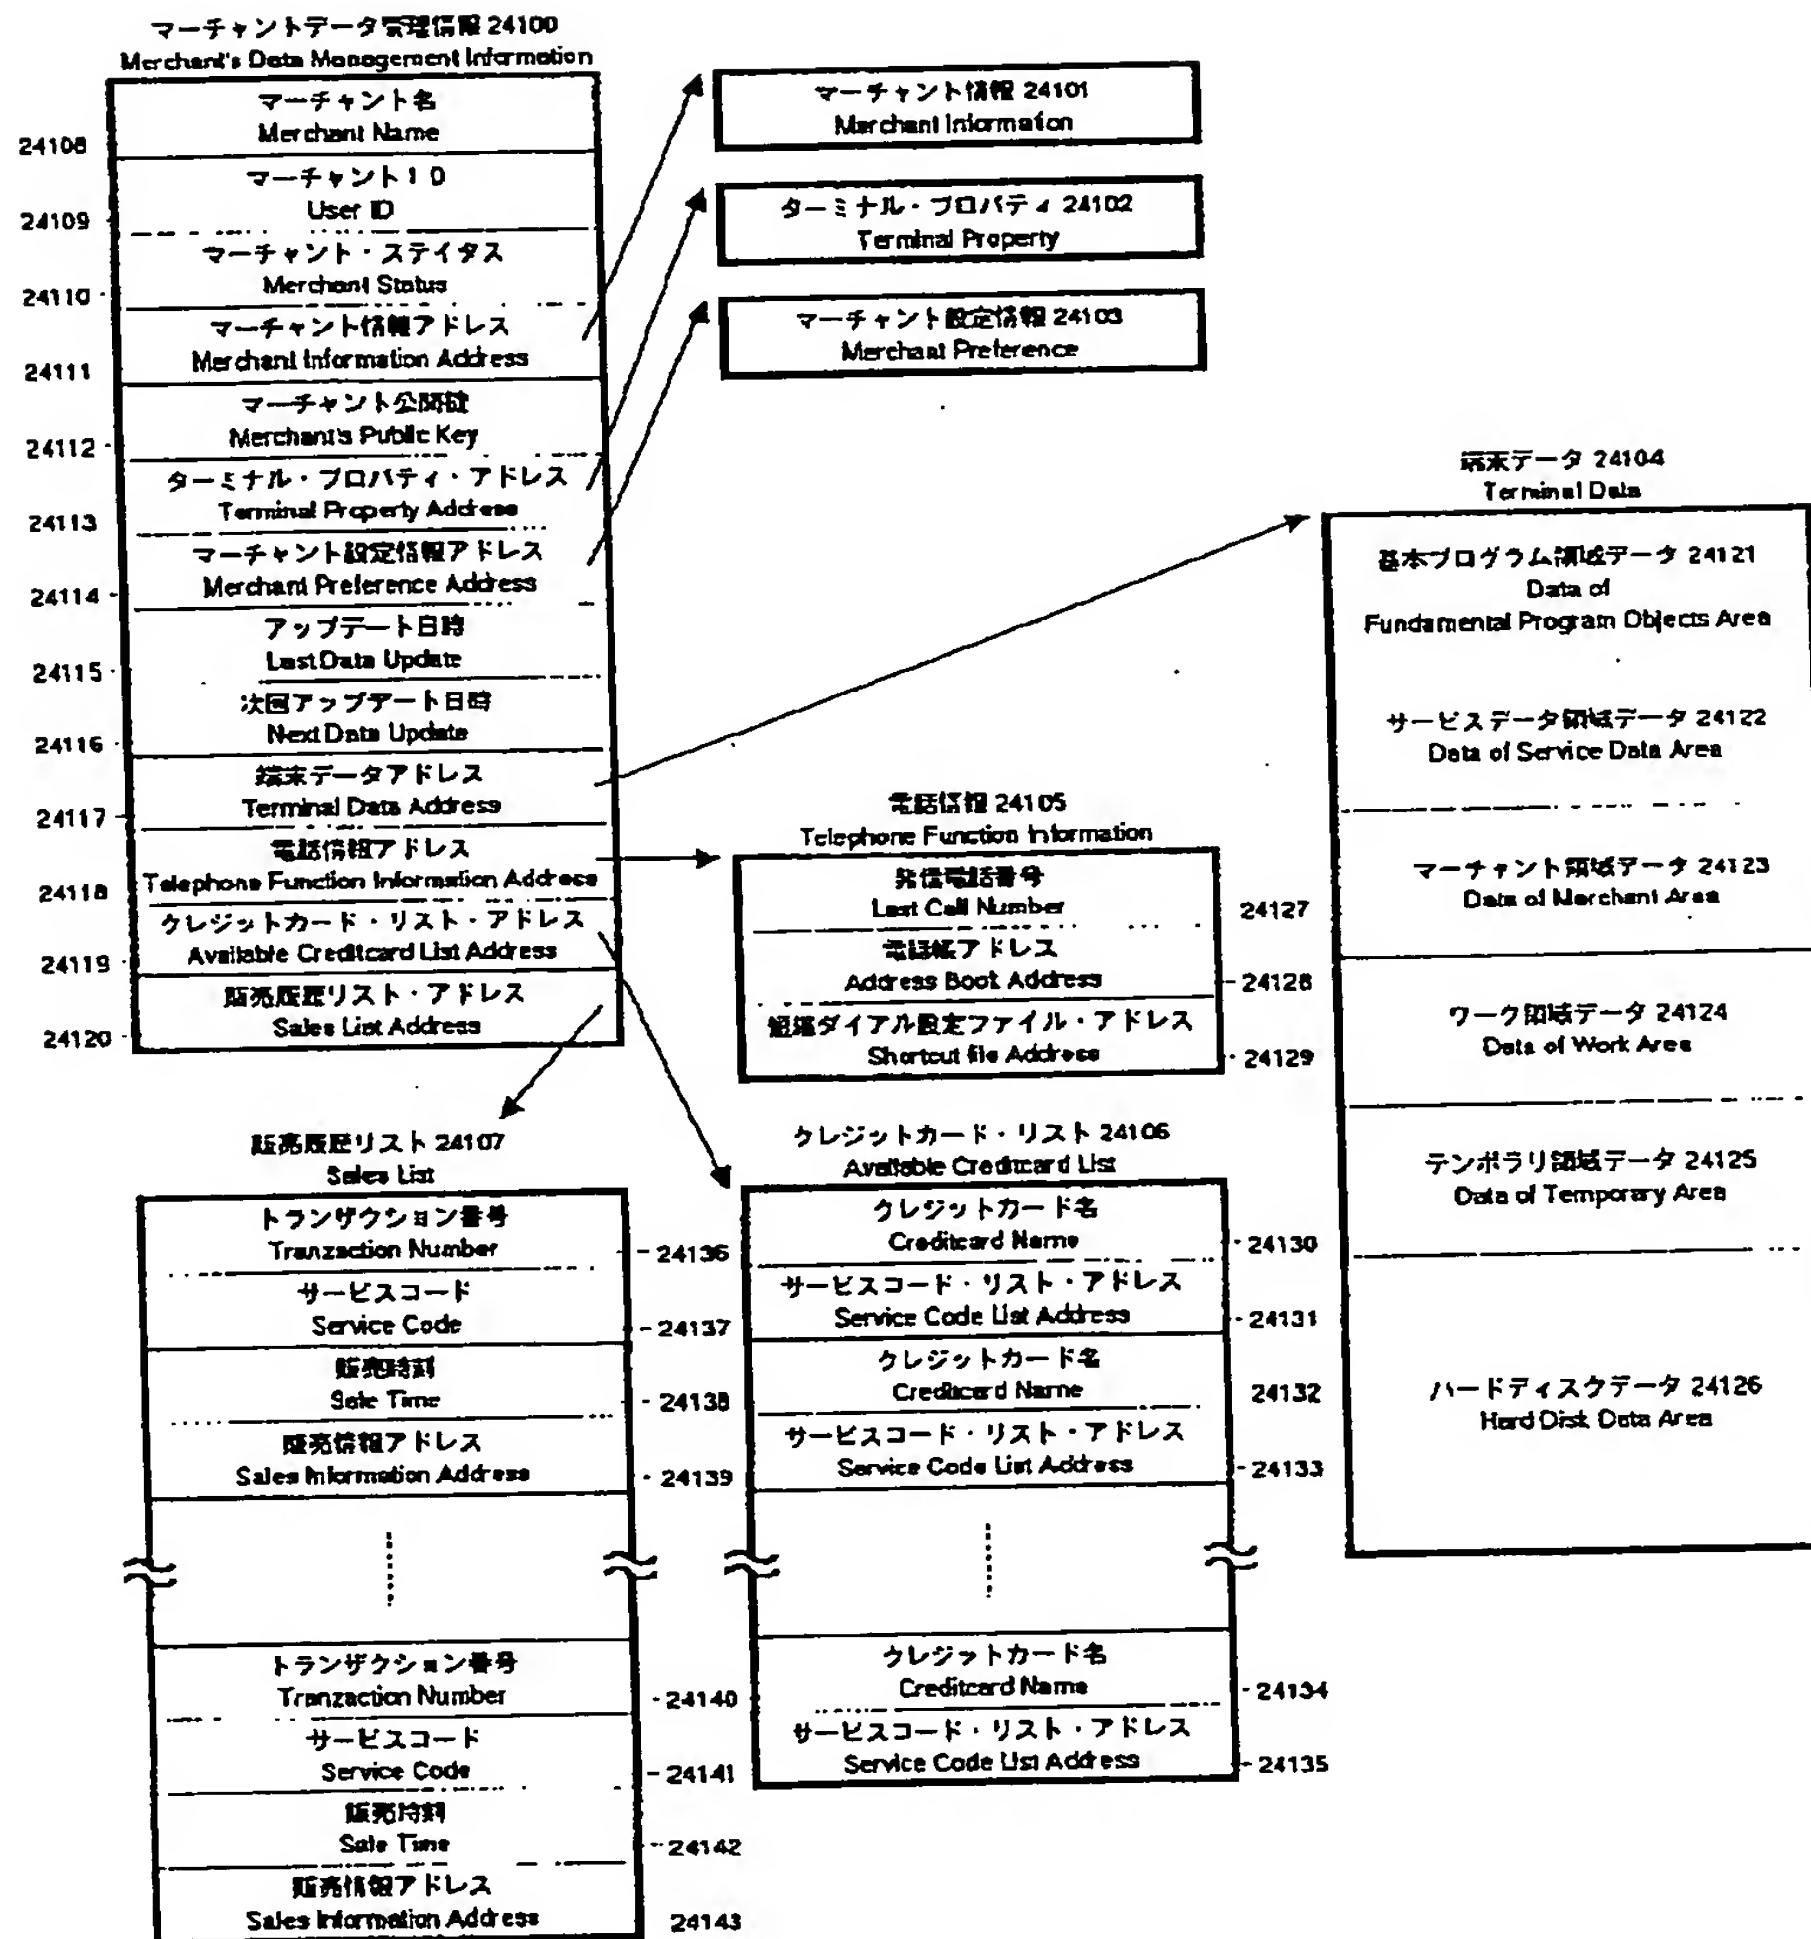 マーチャントデータ管理情報 24100
Merchant's Data Management Information
マーチャント名
Merchant Name
24108
マーチャントID
User ID
24109
マーチャント・ステイタス
Merchant Status
24110
マーチャント情報アドレス
Merchant Information Address
24111
マーチャント公開鍵
Merchant's Public Key
24112
ターミナル・プロパティ・アドレス
Terminal Property Address
24113
マーチャント設定情報アドレス
Merchant Preference Address
24114
アップデート日時
Last Data Update
24115
次回アップデート日時
Next Data Update
24116
端末データアドレス
Terminal Data Address
24117
電話情報アドレス
Telephone Function Information Address
24118
クレジットカード・リスト・アドレス
Available Creditcard List Address
24119
販売履歴リスト・アドレス
Sales List Address
24120
マーチャント情報 24101
Merchant Information
ターミナル・プロパティ 24102
Terminal Property
マーチャント設定情報 24103
Merchant Preference
端末データ 24104
Terminal Data
基本プログラム領域データ 24121
Data of
Fundamental Program Objects Area
サービスデータ領域データ 24122
Data of Service Data Area
マーチャント領域データ 24123
Data of Merchant Area
ワーク領域データ 24124
Data of Work Area
テンポラリ領域データ 24125
Data of Temporary Area
ハードディスクデータ 24126
Hard Disk Data Area
電話情報 24105
Telephone Function Information
発信電話番号
Last Call Number
24127
電話帳アドレス
Address Boot Address
24128
短縮ダイアル設定ファイル・アドレス
Shortcut file Address
24129
クレジットカード・リスト 24106
Available Creditcard List
クレジットカード名
Creditcard Name
24130
サービスコード・リスト・アドレス
Service Code List Address
24131
クレジットカード名
Creditcard Name
24132
サービスコード・リスト・アドレス
Service Code List Address
24133
クレジットカード名
Creditcard Name
24134
サービスコード・リスト・アドレス
Service Code List Address
24135
販売履歴リスト 24107
Sales List
トランザクション番号
Tranzaction Number
24136
サービスコード
Service Code
24137
販売時刻
Sale Time
24138
販売情報アドレス
Sales Information Address
24139
トランザクション番号
Tranzaction Number
24140
サービスコード
Service Code
24141
販売時刻
Sale Time
24142
販売情報アドレス
Sales Information Address
24143